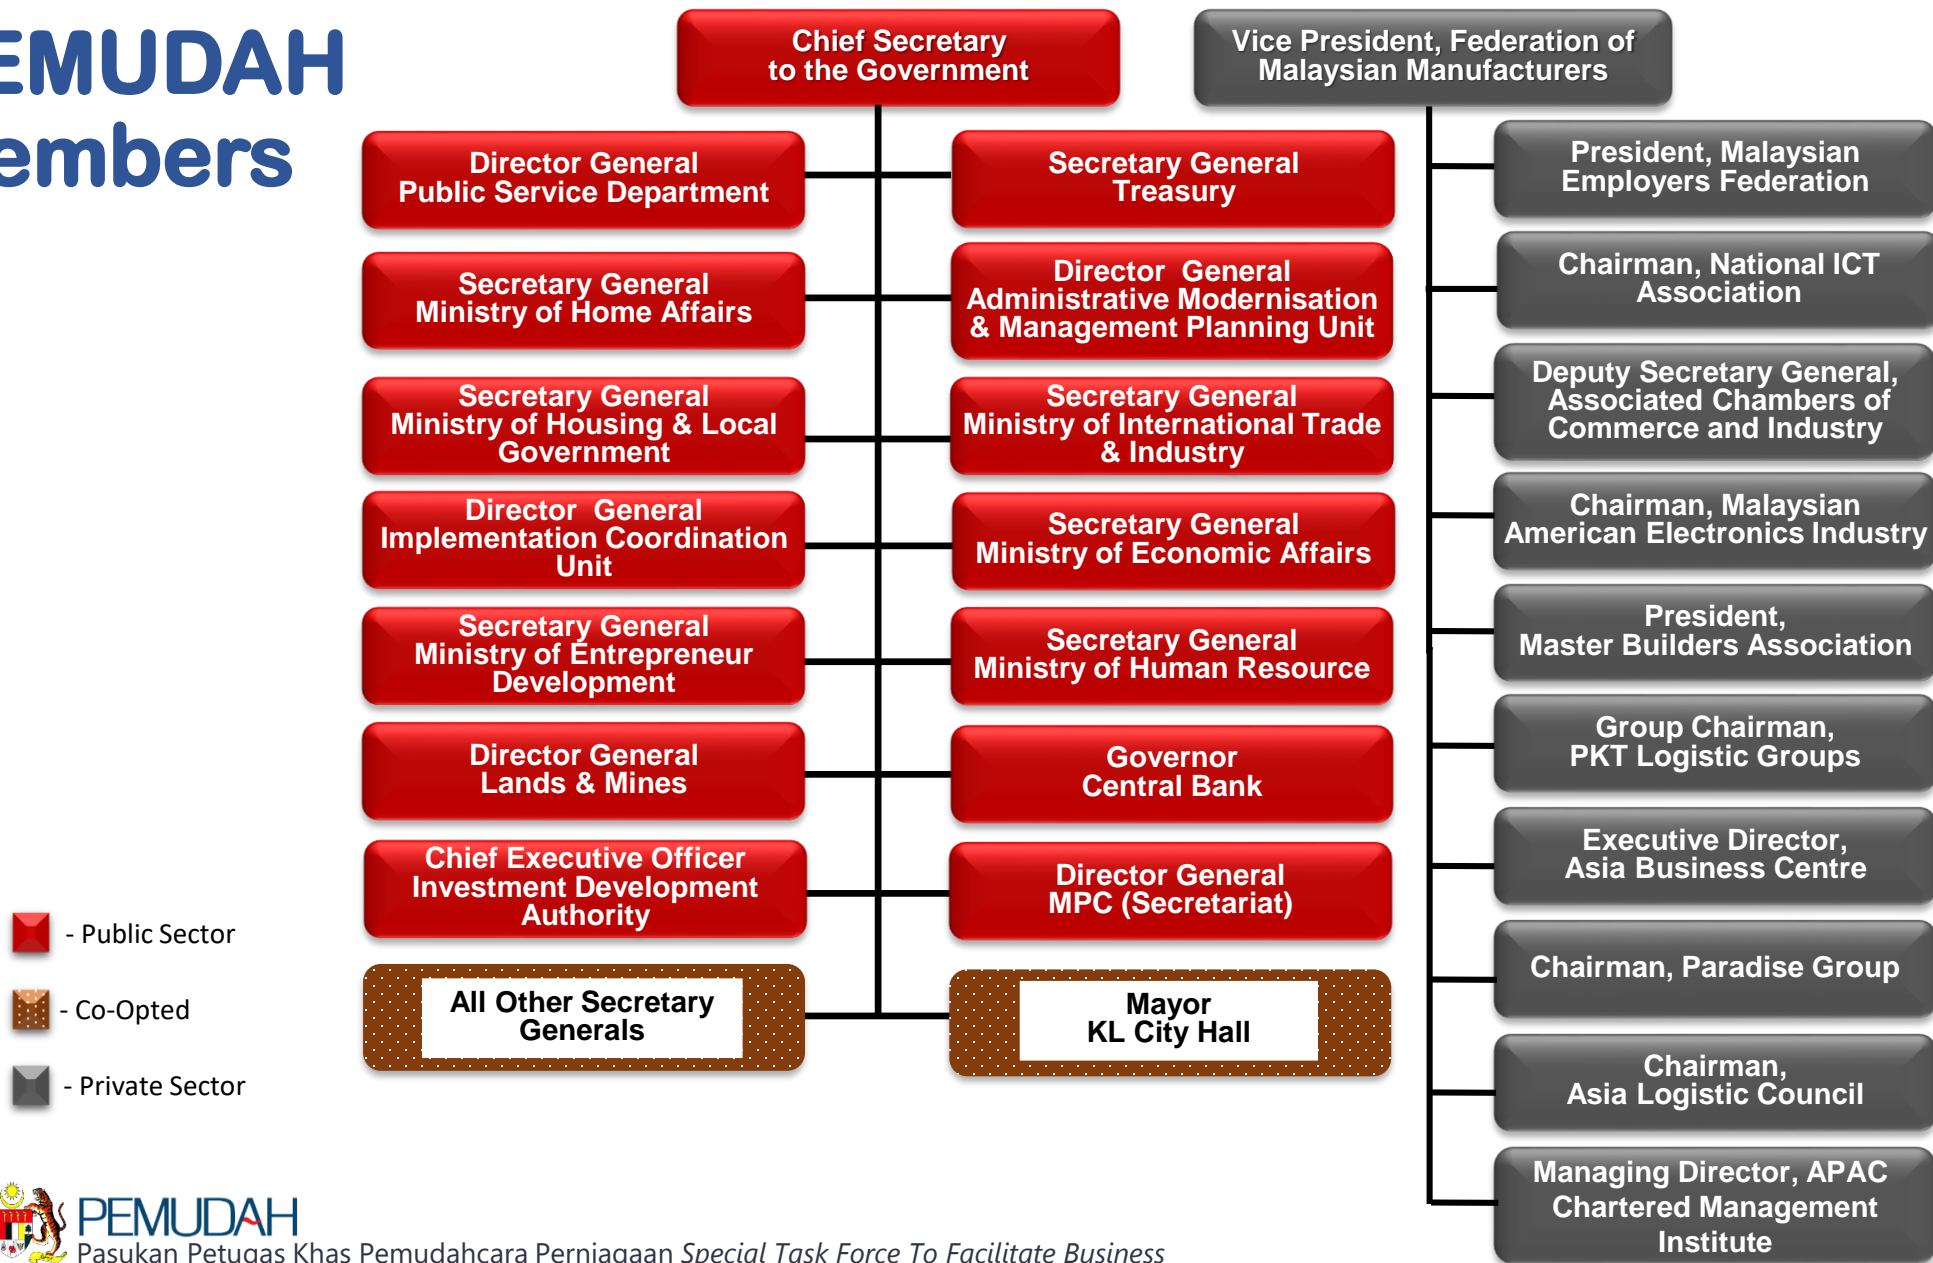 EMUDAH
embers
Chief Secretary
to the Government
Vice President, Federation of
Malaysian Manufacturers
Director General
Public Service Department
Secretary General
Treasury
Secretary General
Ministry of Home Affairs
Director General
Administrative Modernisation
& Management Planning Unit
Secretary General
Ministry of Housing & Local
Government
Secretary General
Ministry of International Trade
& Industry
Director General
Implementation Coordination
Unit
Secretary General
Ministry of Economic Affairs
Secretary General
Ministry of Entrepreneur
Development
Secretary General
Ministry of Human Resource
Director General
Lands & Mines
Governor
Central Bank
Chief Executive Officer
Investment Development
Authority
Director General
MPC (Secretariat)
All Other Secretary
Generals
Mayor
KL City Hall
President, Malaysian
Employers Federation
Chairman, National ICT
Association
Deputy Secretary General,
Associated Chambers of
Commerce and Industry
Chairman, Malaysian
American Electronics Industry
President,
Master Builders Association
Group Chairman,
PKT Logistic Groups
Executive Director,
Asia Business Centre
Chairman, Paradise Group
Chairman,
Asia Logistic Council
Managing Director, APAC
Chartered Management
Institute
- Public Sector
- Co-Opted
- Private Sector
PEMUDAH
Pasukan Petugas Khas Pemudahcara Perniagaan Special Task Force To Facilitate Business